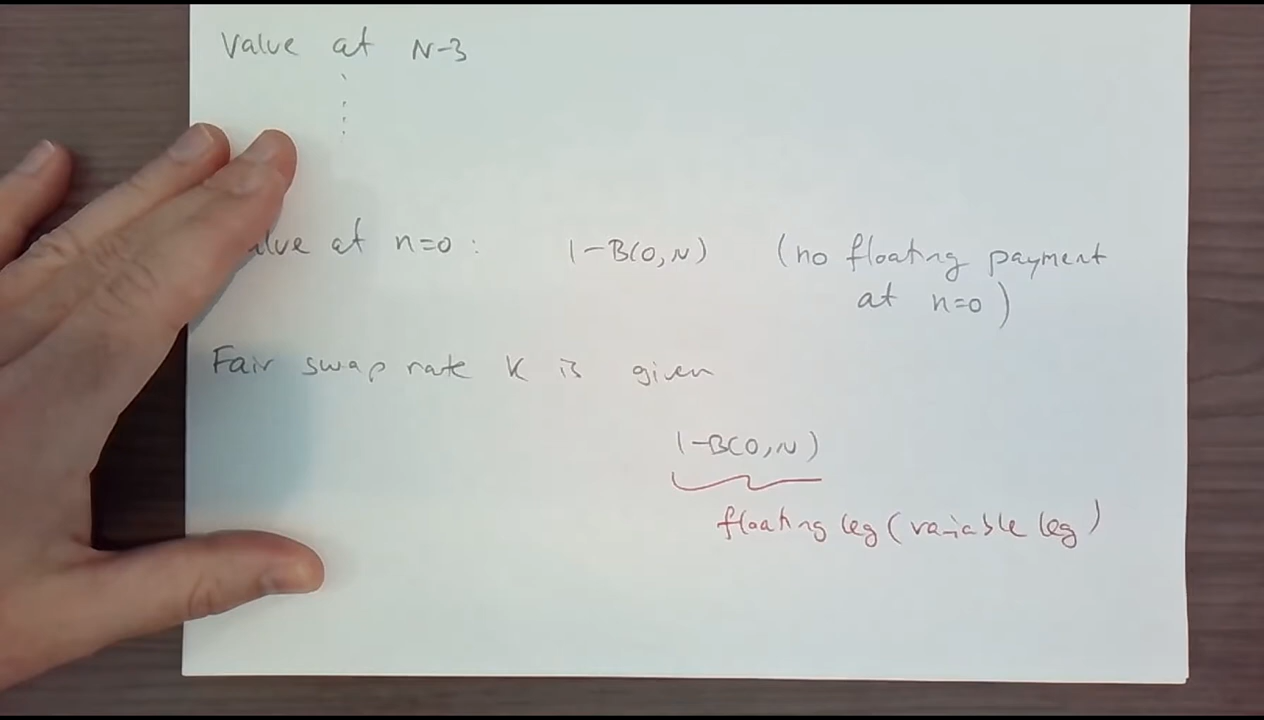 Value at N-3
at n=0: 1-B(0,N) (no floating payment
at n=0)
Fair swap rate K is given
1-B(0,N)
floating leg (variable leg)